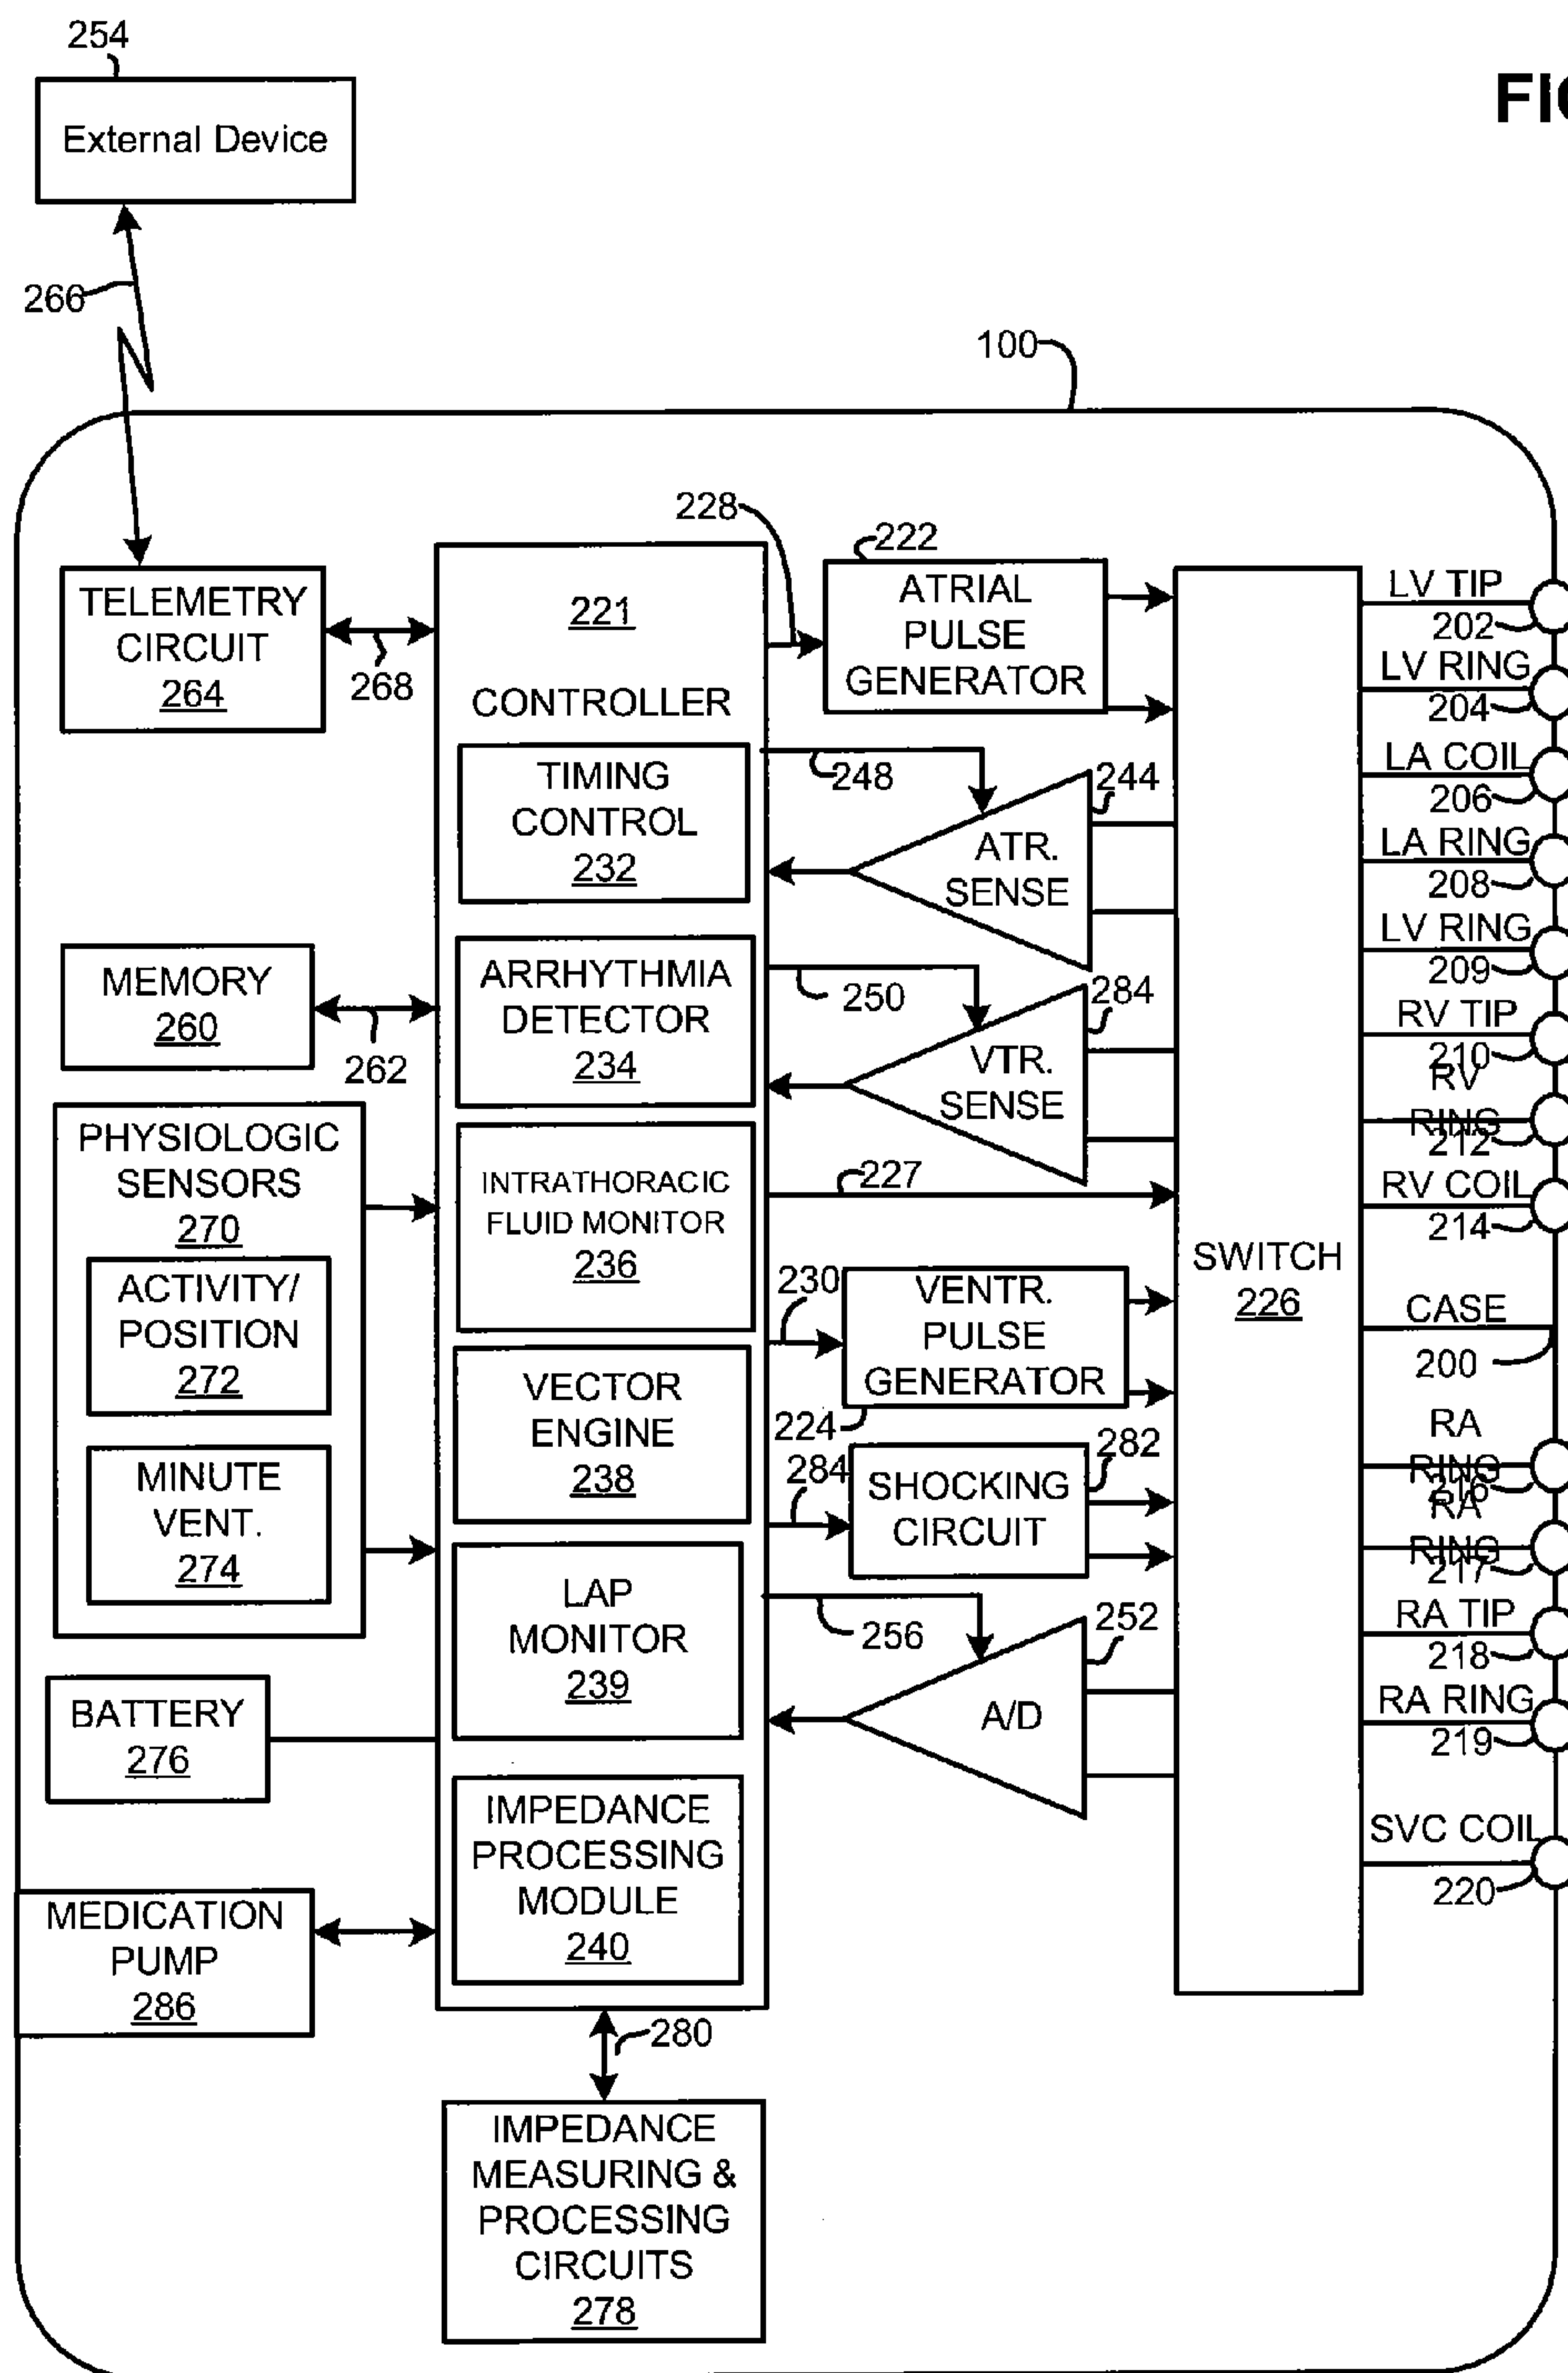 254
External Device
FIG
266
100
228
222
TELEMETRY
CIRCUIT
264
268
221
CONTROLLER
ATRIAL
PULSE
GENERATOR
TIMING
CONTROL
232
248
244
ATR.
SENSE
MEMORY
260
262
ARRHYTHMIA
DETECTOR
234
250
284
VTR.
SENSE
PHYSIOLOGIC
SENSORS
270
ACTIVITY/
POSITION
272
MINUTE
VENT.
274
INTRATHORACIC
FLUID MONITOR
236
227
230
VENTR.
PULSE
GENERATOR
224
VECTOR
ENGINE
238
284
SHOCKING
CIRCUIT
282
LAP
MONITOR
239
256
252
A/D
BATTERY
276
IMPEDANCE
PROCESSING
MODULE
240
MEDICATION
PUMP
286
280
IMPEDANCE
MEASURING &
PROCESSING
CIRCUITS
278
SWITCH
226
LV TIP
202
LV RING
204
LA COIL
206
LA RING
208
LV RING
209
RV TIP
210
RV
RING
212
RV COIL
214
CASE
200
RA
RING
216
RA
RING
217
RA TIP
218
RA RING
219
SVC COIL
220